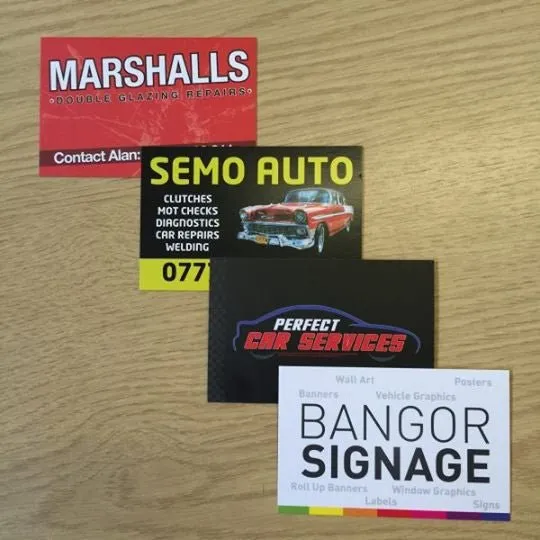 MARSHALLS
·DOUBLE GLAZING REPAIRS·
Contact Alan:
SEMO AUTO
CLUTCHES
MOT CHECKS
DIAGNOSTICS
CAR REPAIRS
WELDING
077
PERFECT
CAR SERVICES
Wall Art Posters
Banners Vehicle Graphics
BANGOR
SIGNAGE
Roll Up Banners Window Graphics
Labels Signs